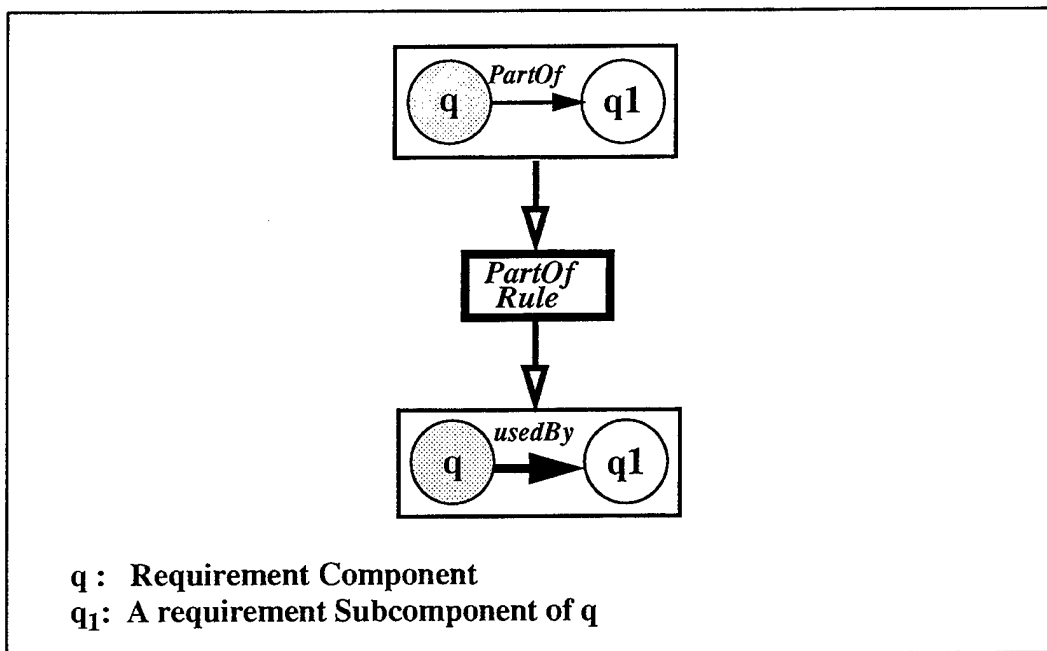 PartOf
q q1
PartOf
Rule
usedBy
q q1
q : Requirement Component
q1: A requirement Subcomponent of q